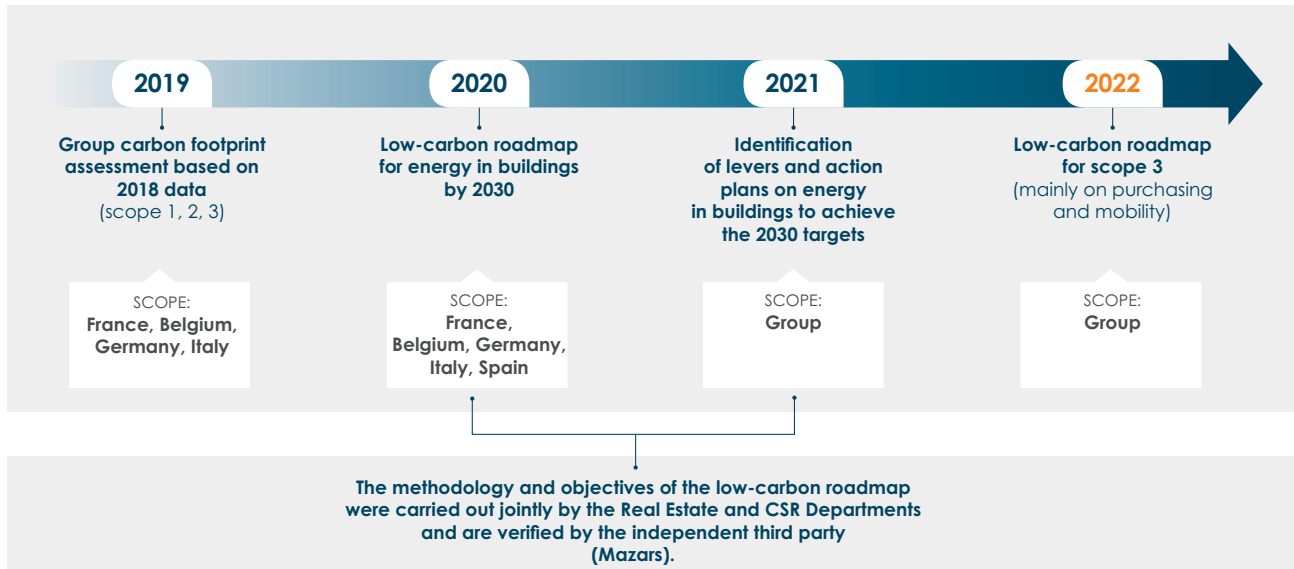 2019
Group carbon footprint
assessment based on
2018 data
(scope 1, 2, 3)
SCOPE:
France, Belgium,
Germany, Italy
2020
Low-carbon roadmap
for energy in buildings
by 2030
SCOPE:
France,
Belgium, Germany,
Italy, Spain
2021
Identification
of levers and action
plans on energy
in buildings to achieve
the 2030 targets
SCOPE:
Group
2022
Low-carbon roadmap
for scope 3
(mainly on purchasing
and mobility)
SCOPE:
Group
The methodology and objectives of the low-carbon roadmap
were carried out jointly by the Real Estate and CSR Departments
and are verified by the independent third party
(Mazars).